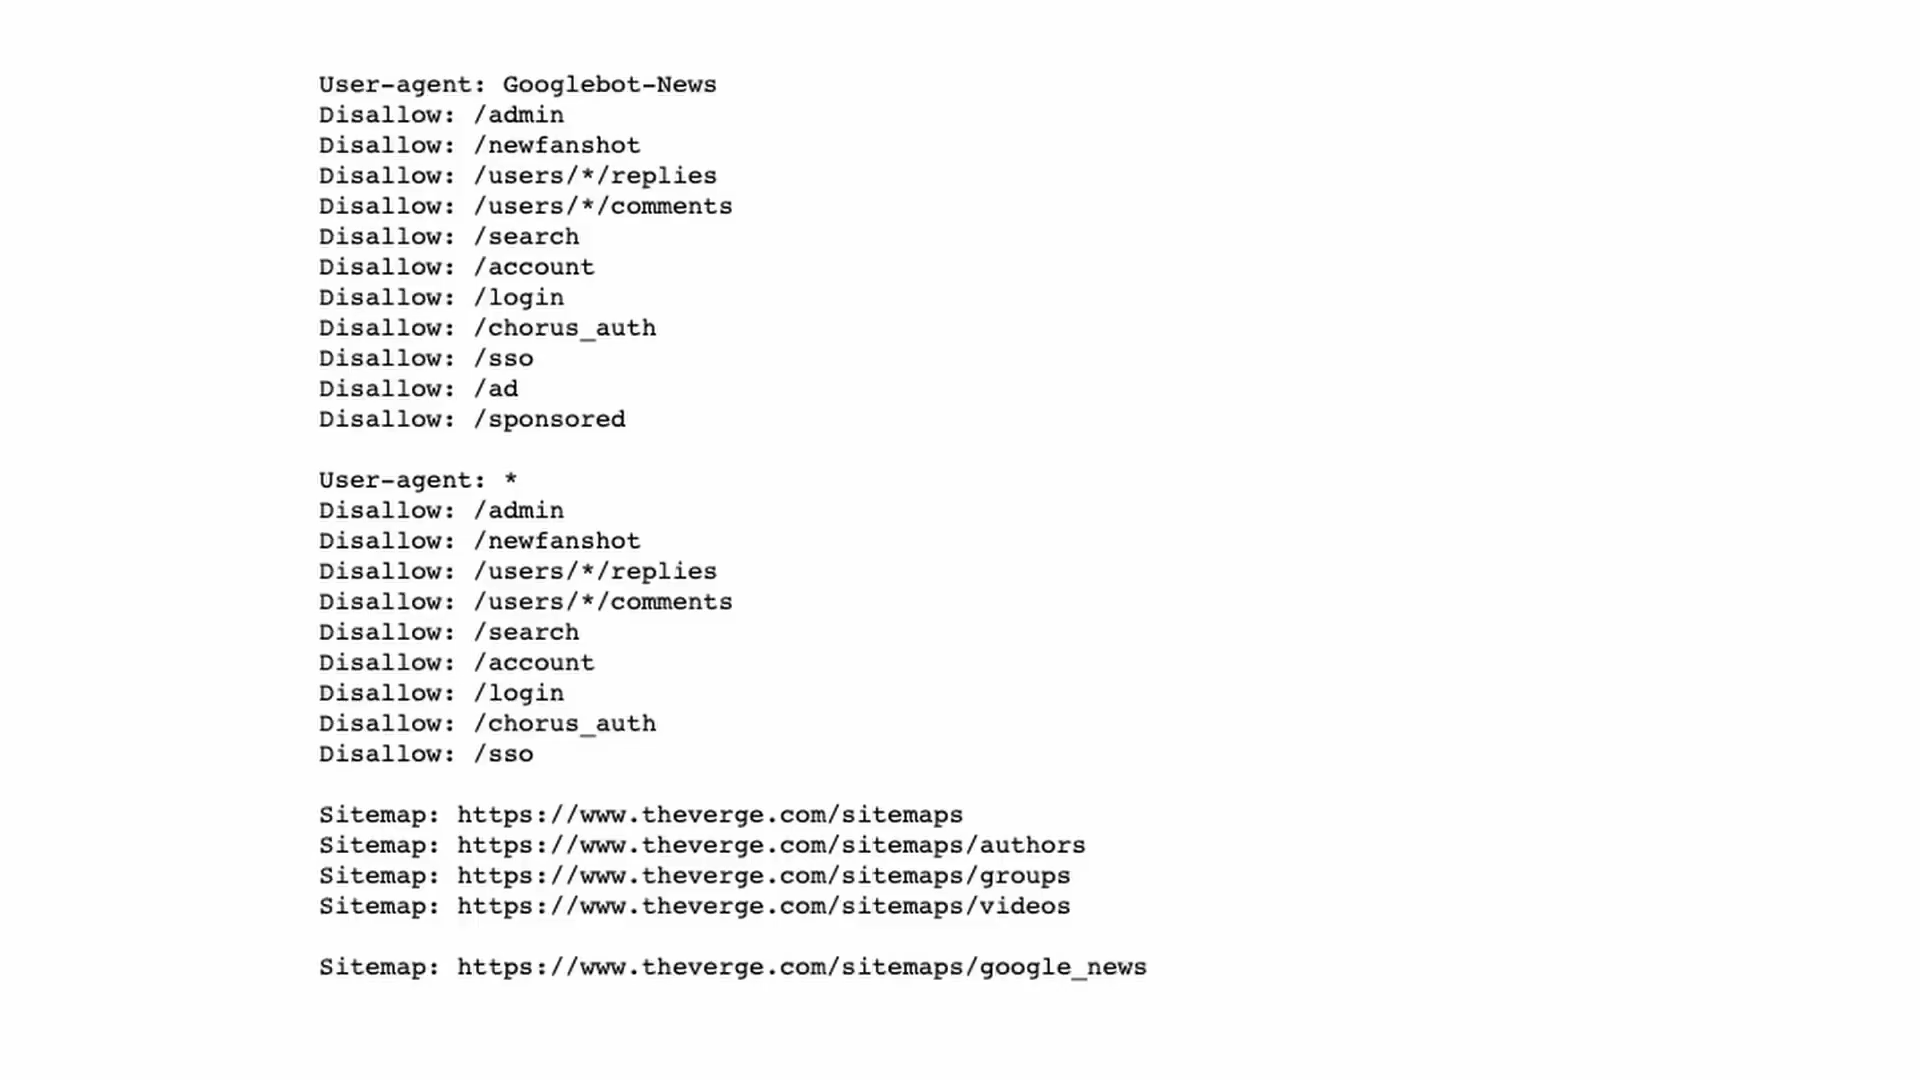 User-agent: Googlebot-News
Disallow: /admin
Disallow: /newfanshot
Disallow: /users/*/replies
Disallow: /users/*/comments
Disallow: /search
Disallow: /account
Disallow: /login
Disallow: /chorus_auth
Disallow: /sso
Disallow: /ad
Disallow: /sponsored

User-agent: *
Disallow: /admin
Disallow: /newfanshot
Disallow: /users/*/replies
Disallow: /users/*/comments
Disallow: /search
Disallow: /account
Disallow: /login
Disallow: /chorus_auth
Disallow: /sso

Sitemap: https://www.theverge.com/sitemaps
Sitemap: https://www.theverge.com/sitemaps/authors
Sitemap: https://www.theverge.com/sitemaps/groups
Sitemap: https://www.theverge.com/sitemaps/videos

Sitemap: https://www.theverge.com/sitemaps/google_news